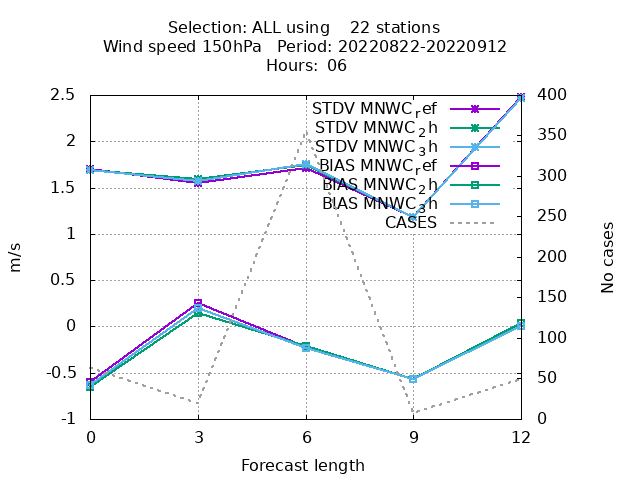 Selection: ALL using    22 stations
Wind speed 150hPa   Period: 20220822-20220912
Hours:  06
2.5
2
1.5
1
0.5
0
-0.5
-1
400
350
300
250
200
150
100
50
0
STDV MNWC_ref
STDV MNWC_2h
STDV MNWC_3h
BIAS MNWC_ref
BIAS MNWC_2h
BIAS MNWC_3h
CASES
m/s
No cases
0 3 6 9 12
Forecast length